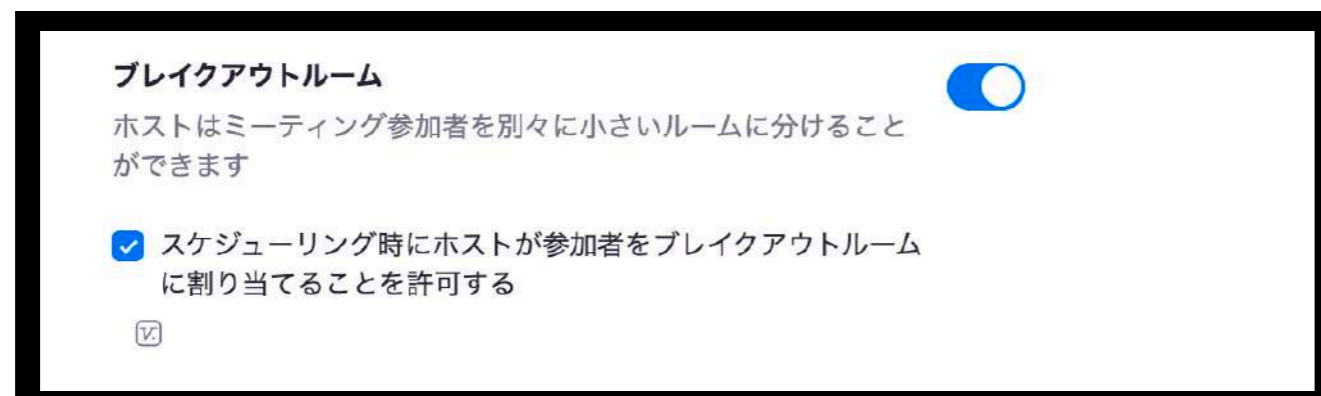 ブレイクアウトルーム
ホストはミーティング参加者を別々に小さいルームに分けること
ができます
スケジューリング時にホストが参加者をブレイクアウトルーム
に割り当てることを許可する
V.